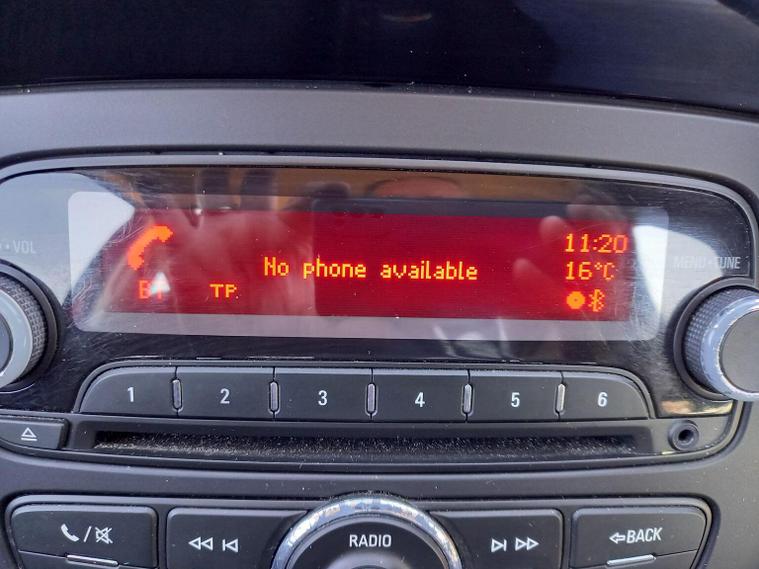 11:20
No phone available
16°C
BT TP
VOL
MENU•TUNE
1 2 3 4 5 6
RADIO
BACK